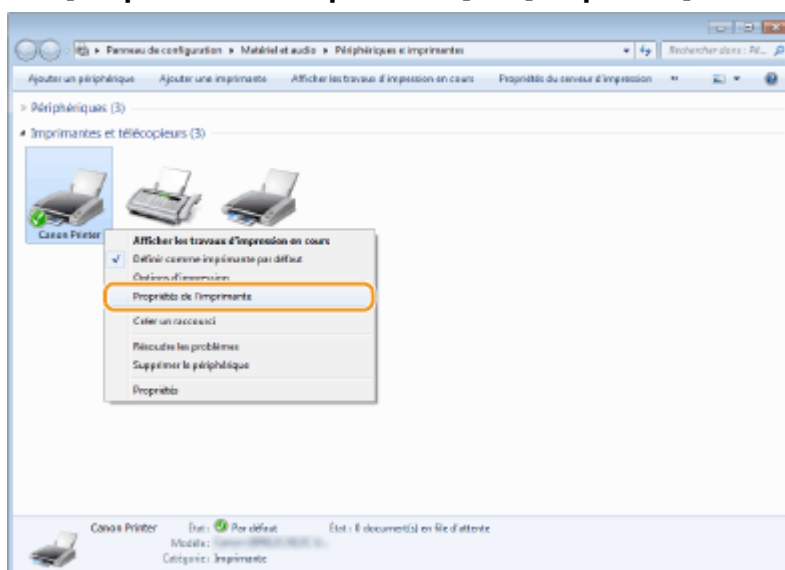 Panneau de configuration Matériel et audio Périphériques et imprimantes
Rechercher dans : Pé...
Ajouter un périphérique Ajouter une imprimante Afficher les travaux d'impression en cours Propriétés du serveur d'impression »
Périphériques (3)
Imprimantes et télécopieurs (3)
Canon Printer
Afficher les travaux d'impression en cours
Définir comme imprimante par défaut
Options d'impression
Propriétés de l'imprimante
Créer un raccourci
Résoudre les problèmes
Supprimer le périphérique
Propriétés
Canon Printer État : Par défaut État : 0 document(s) en file d'attente
Modèle :
Catégorie : Imprimante